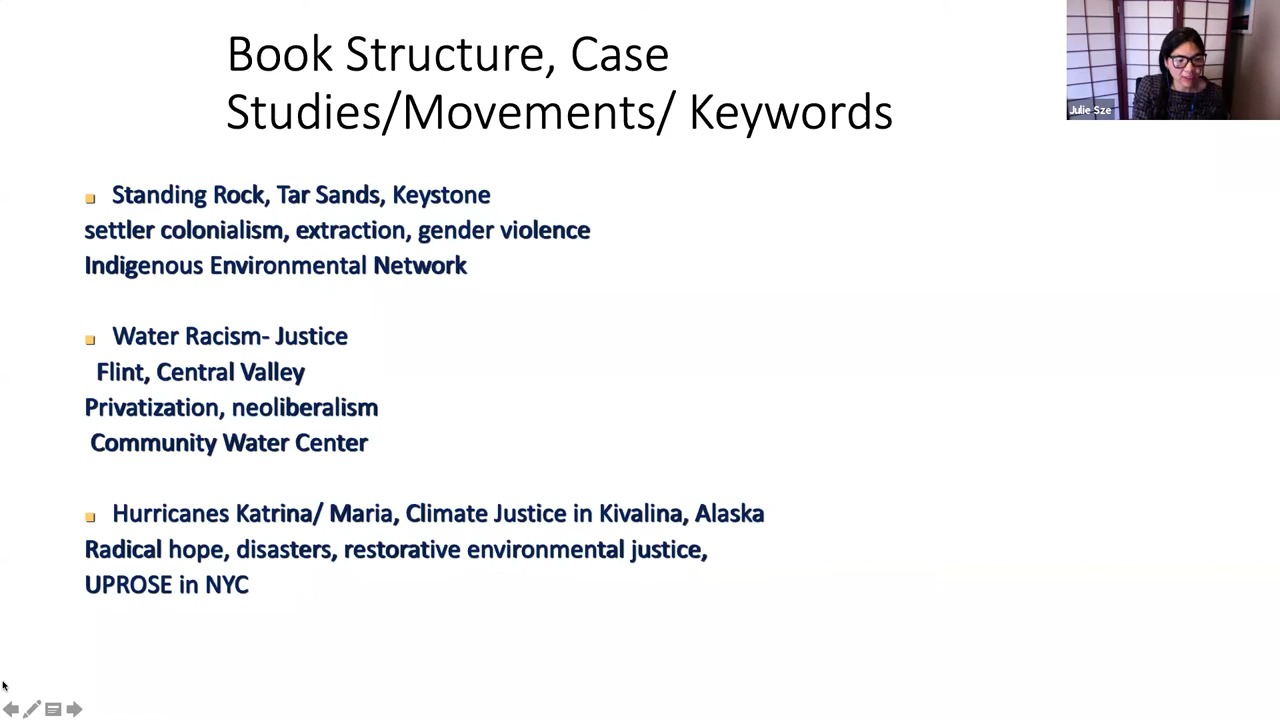 Book Structure, Case
Studies/Movements/ Keywords
Julie Sze
Standing Rock, Tar Sands, Keystone
settler colonialism, extraction, gender violence
Indigenous Environmental Network
Water Racism- Justice
Flint, Central Valley
Privatization, neoliberalism
Community Water Center
Hurricanes Katrina/ Maria, Climate Justice in Kivalina, Alaska
Radical hope, disasters, restorative environmental justice,
UPROSE in NYC